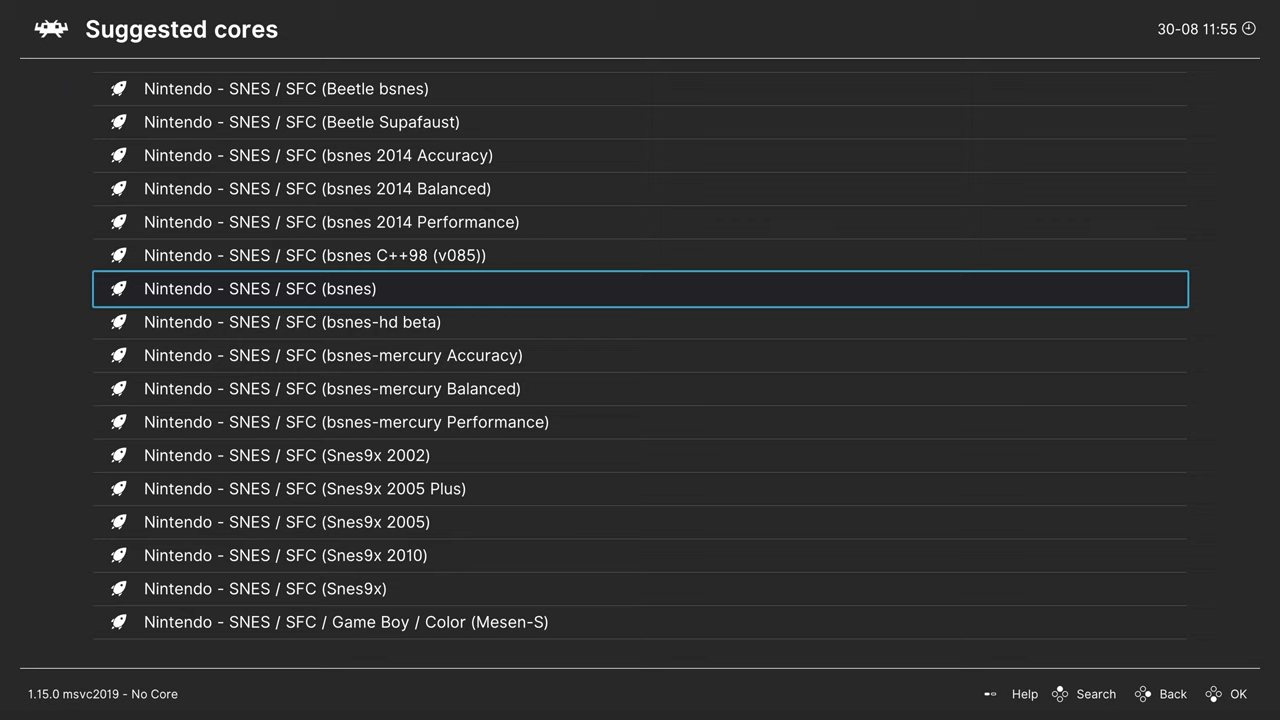 Suggested cores
30-08 11:55
Nintendo - SNES / SFC (Beetle bsnes)
Nintendo - SNES / SFC (Beetle Supafaust)
Nintendo - SNES / SFC (bsnes 2014 Accuracy)
Nintendo - SNES / SFC (bsnes 2014 Balanced)
Nintendo - SNES / SFC (bsnes 2014 Performance)
Nintendo - SNES / SFC (bsnes C++98 (v085))
Nintendo - SNES / SFC (bsnes)
Nintendo - SNES / SFC (bsnes-hd beta)
Nintendo - SNES / SFC (bsnes-mercury Accuracy)
Nintendo - SNES / SFC (bsnes-mercury Balanced)
Nintendo - SNES / SFC (bsnes-mercury Performance)
Nintendo - SNES / SFC (Snes9x 2002)
Nintendo - SNES / SFC (Snes9x 2005 Plus)
Nintendo - SNES / SFC (Snes9x 2005)
Nintendo - SNES / SFC (Snes9x 2010)
Nintendo - SNES / SFC (Snes9x)
Nintendo - SNES / SFC / Game Boy / Color (Mesen-S)
1.15.0 msvc2019 - No Core
Help Search Back OK